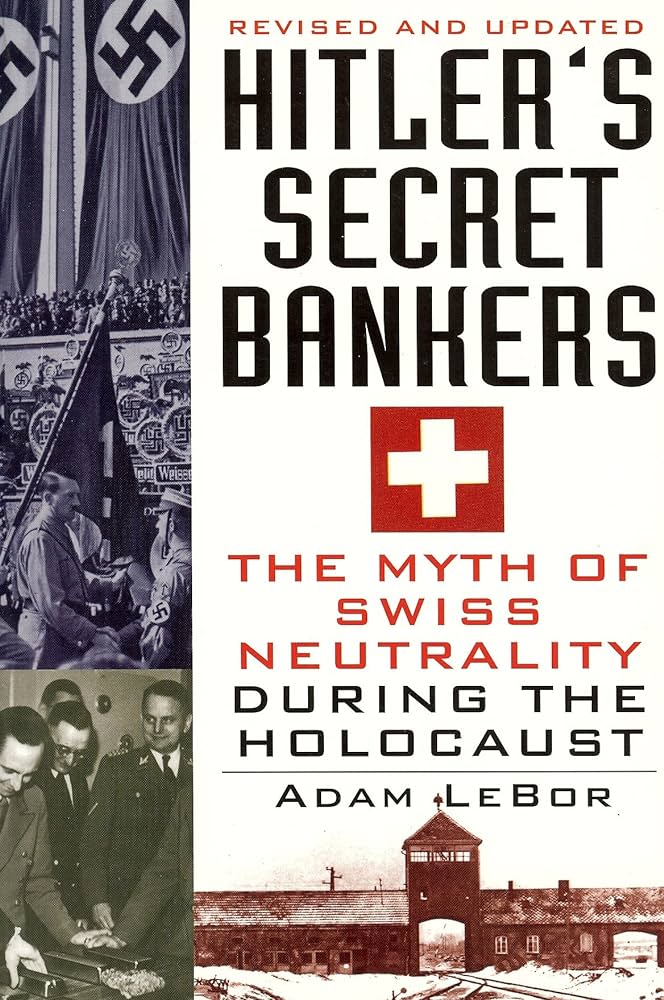 REVISED AND UPDATED
HITLER'S
SECRET
BANKERS
THE MYTH OF
SWISS
NEUTRALITY
DURING THE
HOLOCAUST
ADAM LEBOR